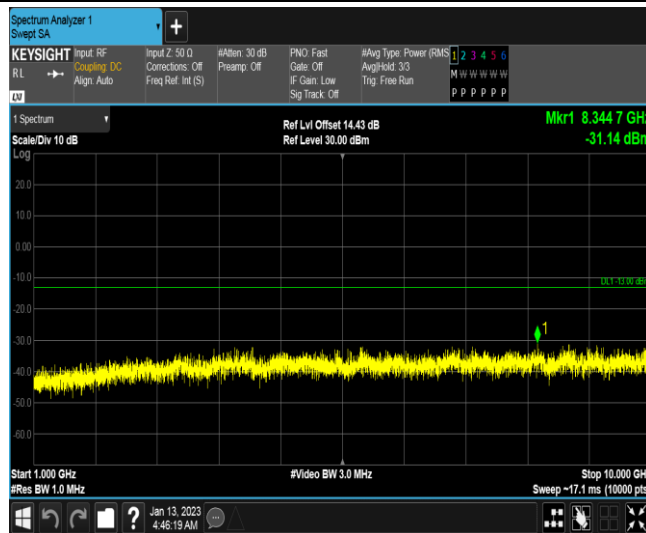 Spectrum Analyzer 1
Swept SA
+
KEYSIGHT Input: RF Input Z: 50 Ω #Atten: 30 dB PNO: Fast #Avg Type: Power (RMS 1 2 3 4 5 6
RL Coupling: DC Corrections: Off Preamp: Off Gate: Off Avg|Hold: 3/3 M W W W W W
Align: Auto Freq Ref: Int (S) IF Gain: Low Trig: Free Run
LXI Sig Track: Off P P P P P P
1 Spectrum Ref Lvl Offset 14.43 dB Mkr1 8.344 7 GHz
Scale/Div 10 dB Ref Level 30.00 dBm -31.14 dBm
Log
20.0
10.0
0.00
-10.0
DL1 -13.00 dBm
-20.0
-30.0
1
-40.0
-50.0
-60.0
Start 1.000 GHz #Video BW 3.0 MHz Stop 10.000 GHz
#Res BW 1.0 MHz Sweep ~17.1 ms (10000 pts
? Jan 13, 2023
4:46:19 AM